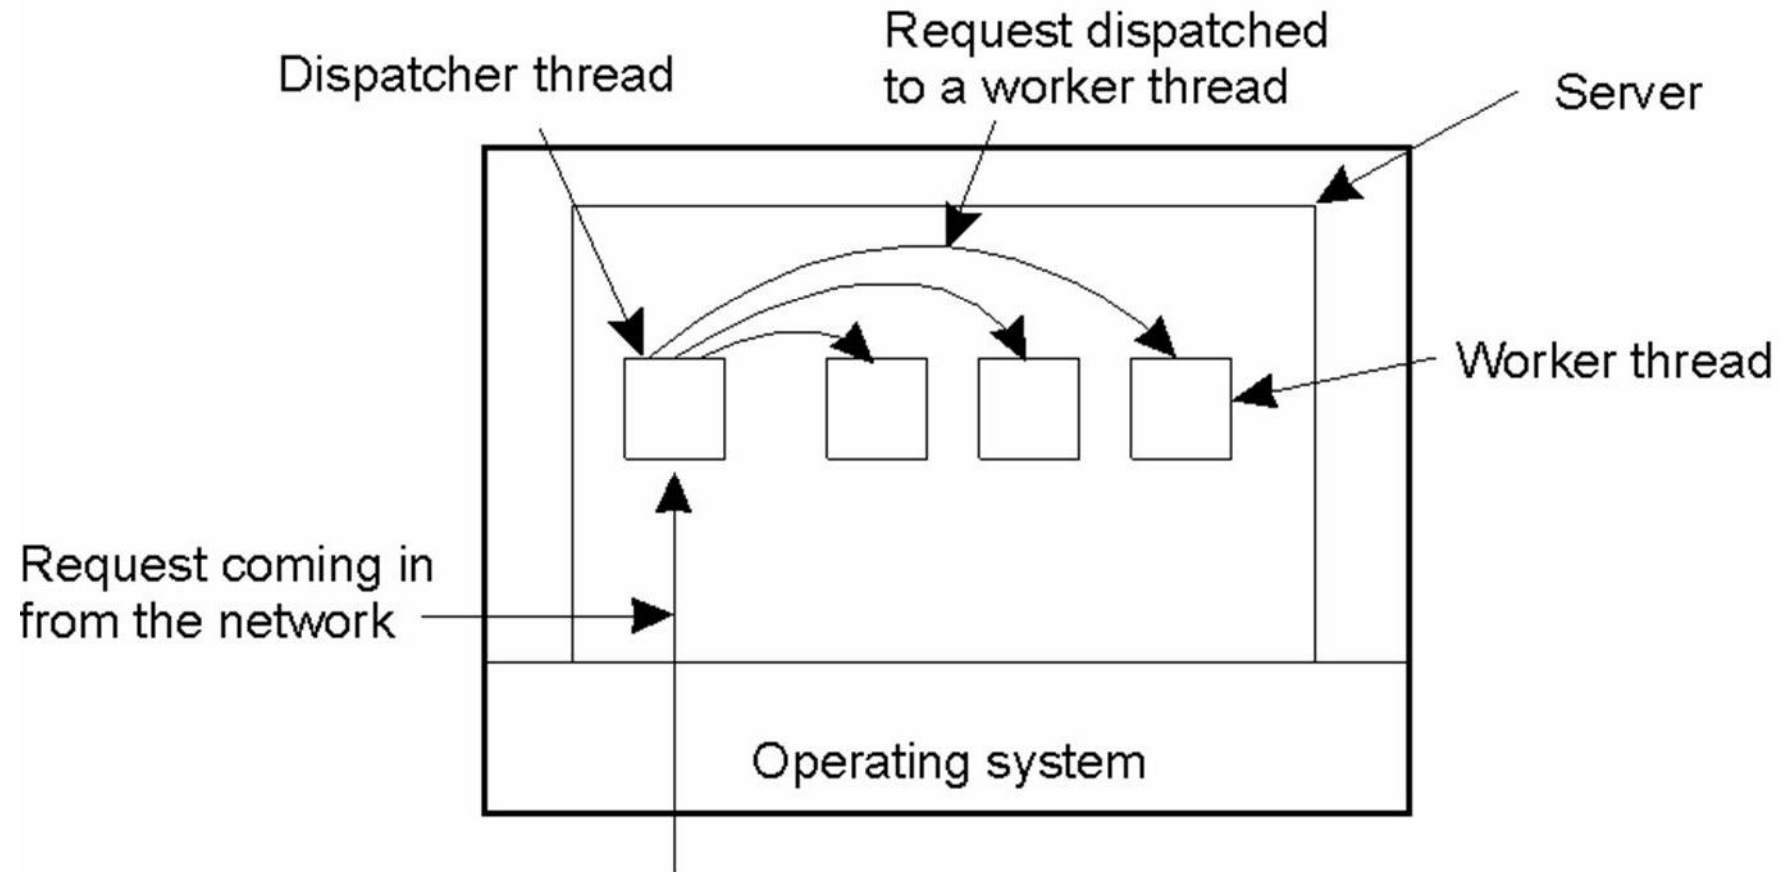 Request dispatched
to a worker thread
Dispatcher thread
Server
Worker thread
Request coming in
from the network
Operating system